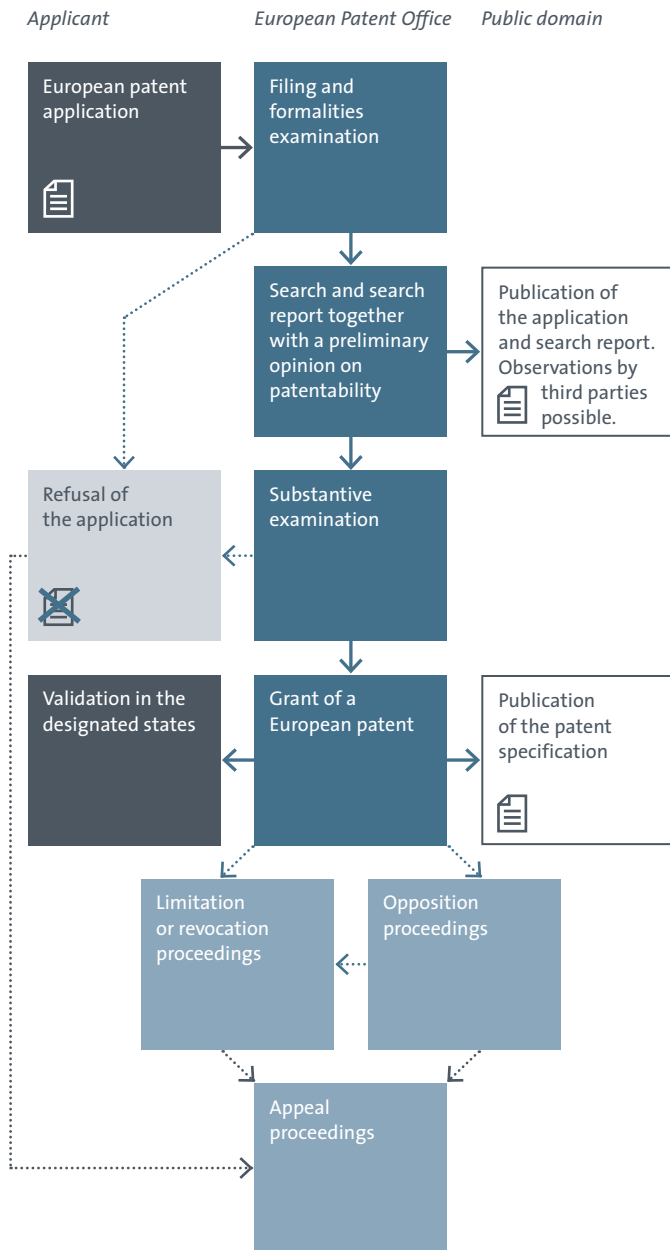 Applicant
European Patent Office
Public domain
European patent
application
Filing and
formalities
examination
Search and search
report together
with a preliminary
opinion on
patentability
Publication of
the application
and search report.
Observations by
third parties
possible.
Refusal of
the application
Substantive
examination
Validation in the
designated states
Grant of a
European patent
Publication
of the patent
specification
Limitation
or revocation
proceedings
Opposition
proceedings
Appeal
proceedings